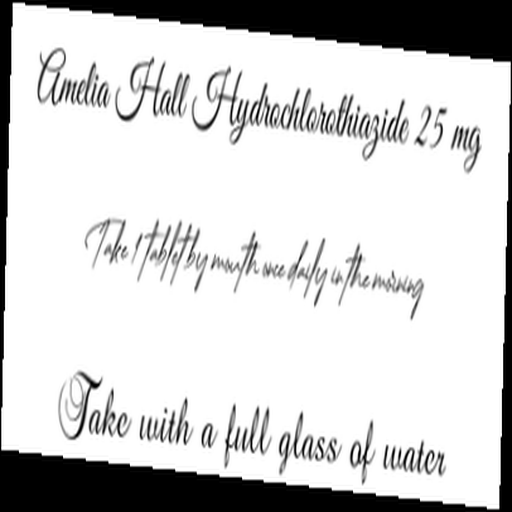 Amelia Hall Hydrochlorothiazide 25 mg
Take 1 tablet by mouth once daily in the morning
Take with a full glass of water